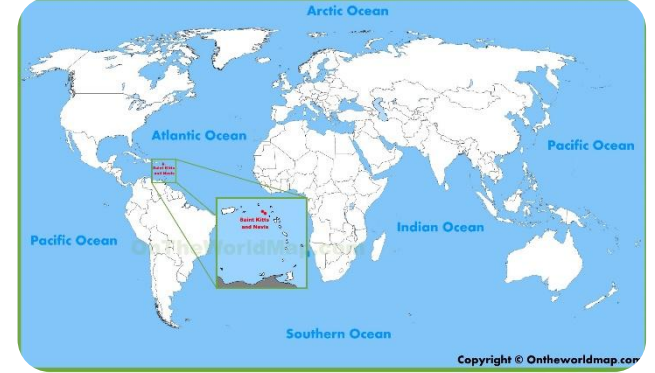 Arctic Ocean
Atlantic Ocean
Pacific Ocean
Saint Kitts
and Nevis
Saint Kitts
and Nevis
Pacific Ocean
Indian Ocean
OnTheWorldMap.com
Southern Ocean
Copyright © Ontheworldmap.com